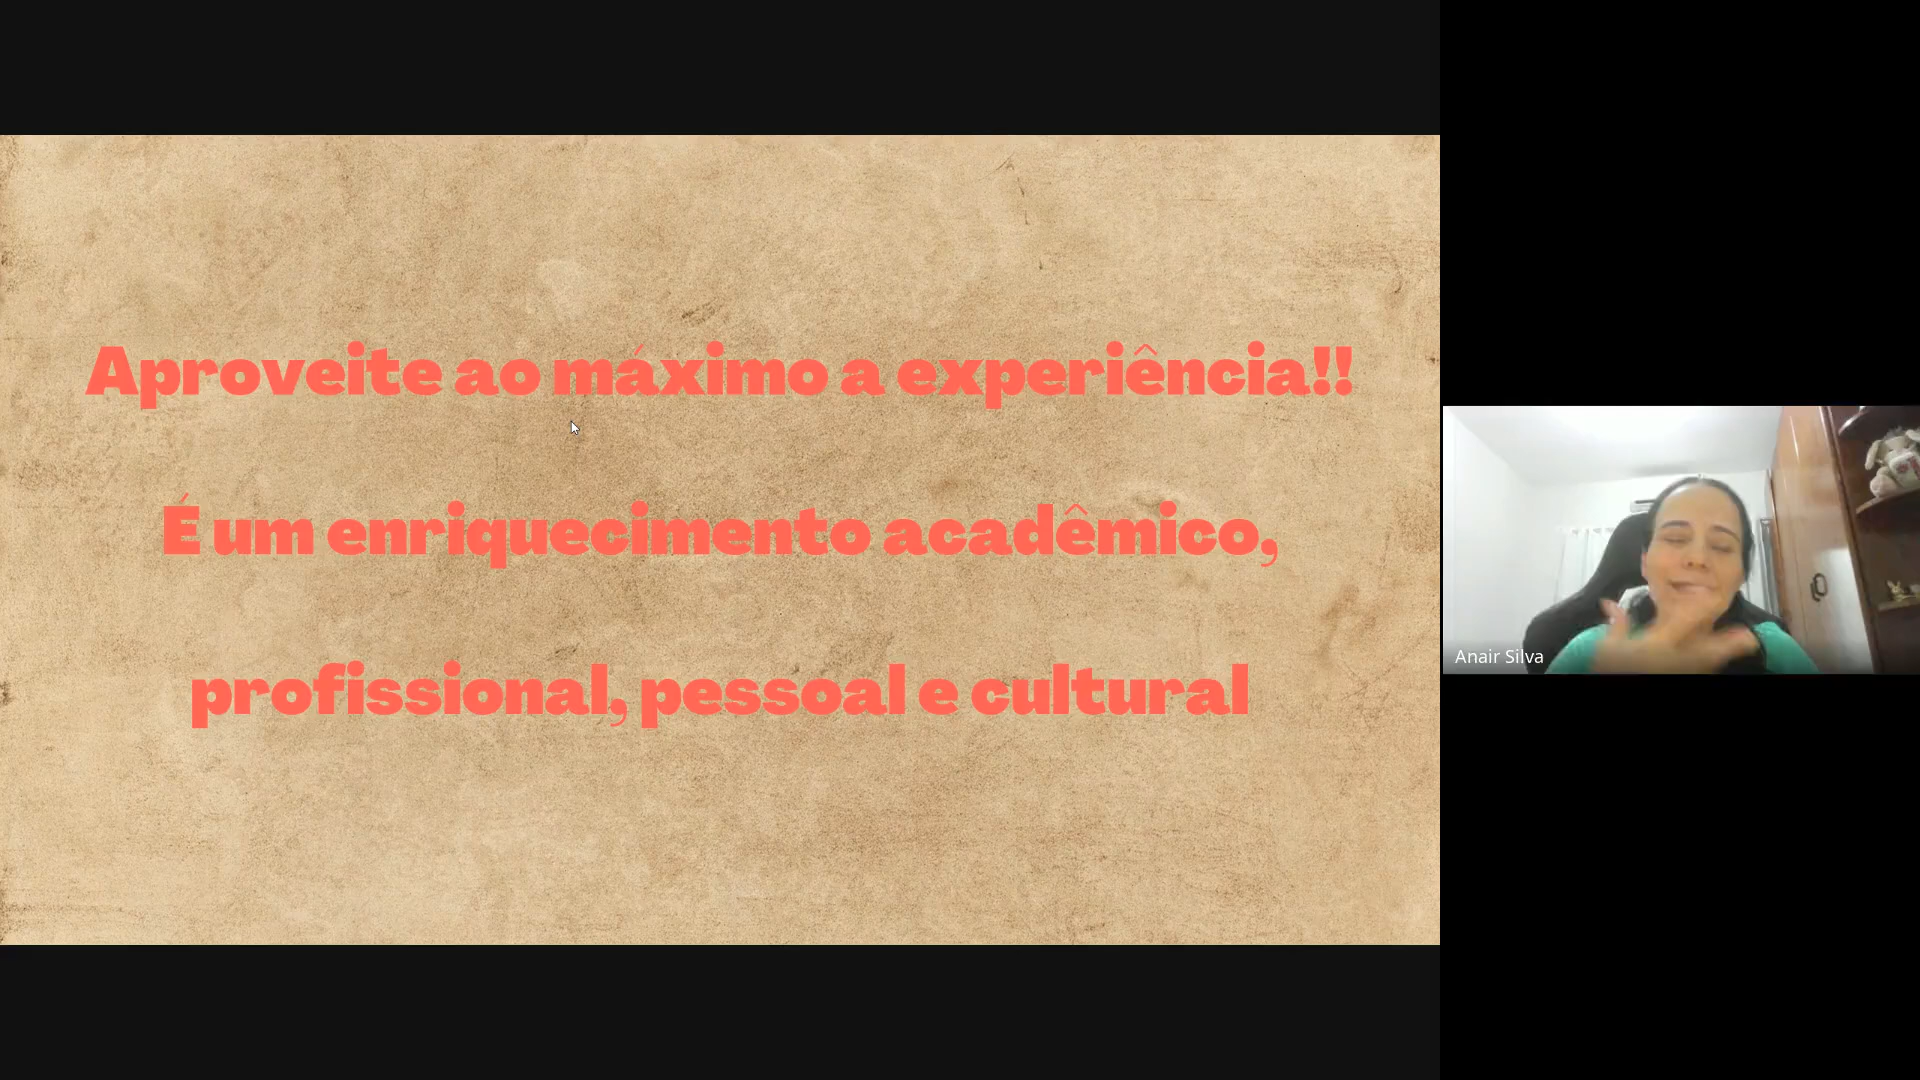 Aproveite ao máximo a experiência!!
É um enriquecimento acadêmico,
profissional, pessoal e cultural
Anair Silva